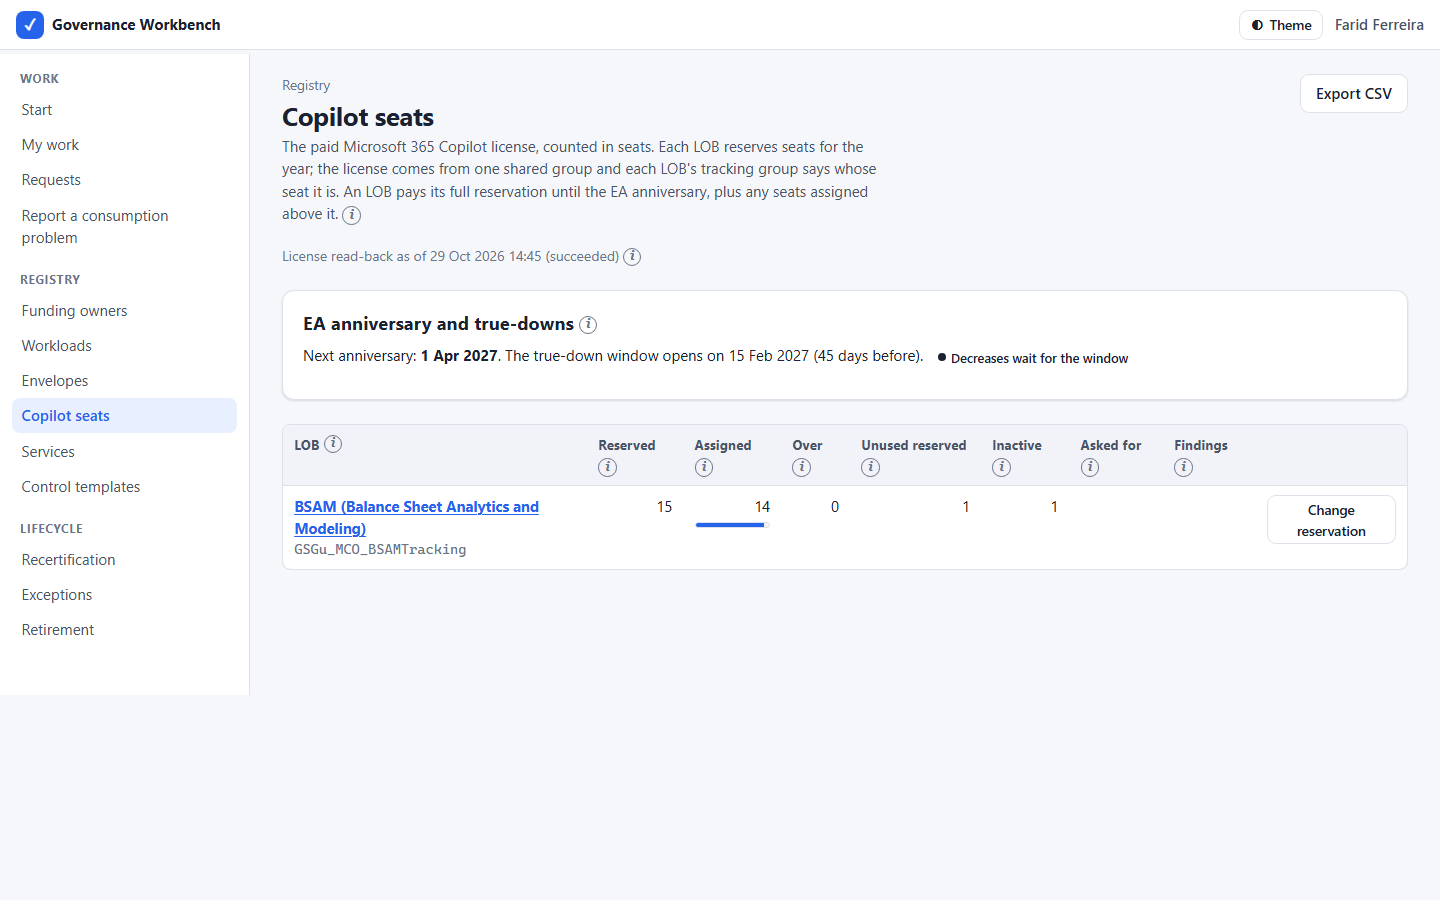 Governance Workbench
Theme
Farid Ferreira
WORK
Start
My work
Requests
Report a consumption
problem
REGISTRY
Funding owners
Workloads
Envelopes
Copilot seats
Services
Control templates
LIFECYCLE
Recertification
Exceptions
Retirement
Registry
Export CSV
Copilot seats
The paid Microsoft 365 Copilot license, counted in seats. Each LOB reserves seats for the
year; the license comes from one shared group and each LOB's tracking group says whose
seat it is. An LOB pays its full reservation until the EA anniversary, plus any seats assigned
above it. i
License read-back as of 29 Oct 2026 14:45 (succeeded) i
EA anniversary and true-downs i
Next anniversary: 1 Apr 2027. The true-down window opens on 15 Feb 2027 (45 days before). ● Decreases wait for the window
LOB i Reserved i Assigned i Over i Unused reserved i Inactive i Asked for i Findings i
BSAM (Balance Sheet Analytics and
Modeling)
GSGu_MCO_BSAMTracking
15 14 0 1 1
Change
reservation